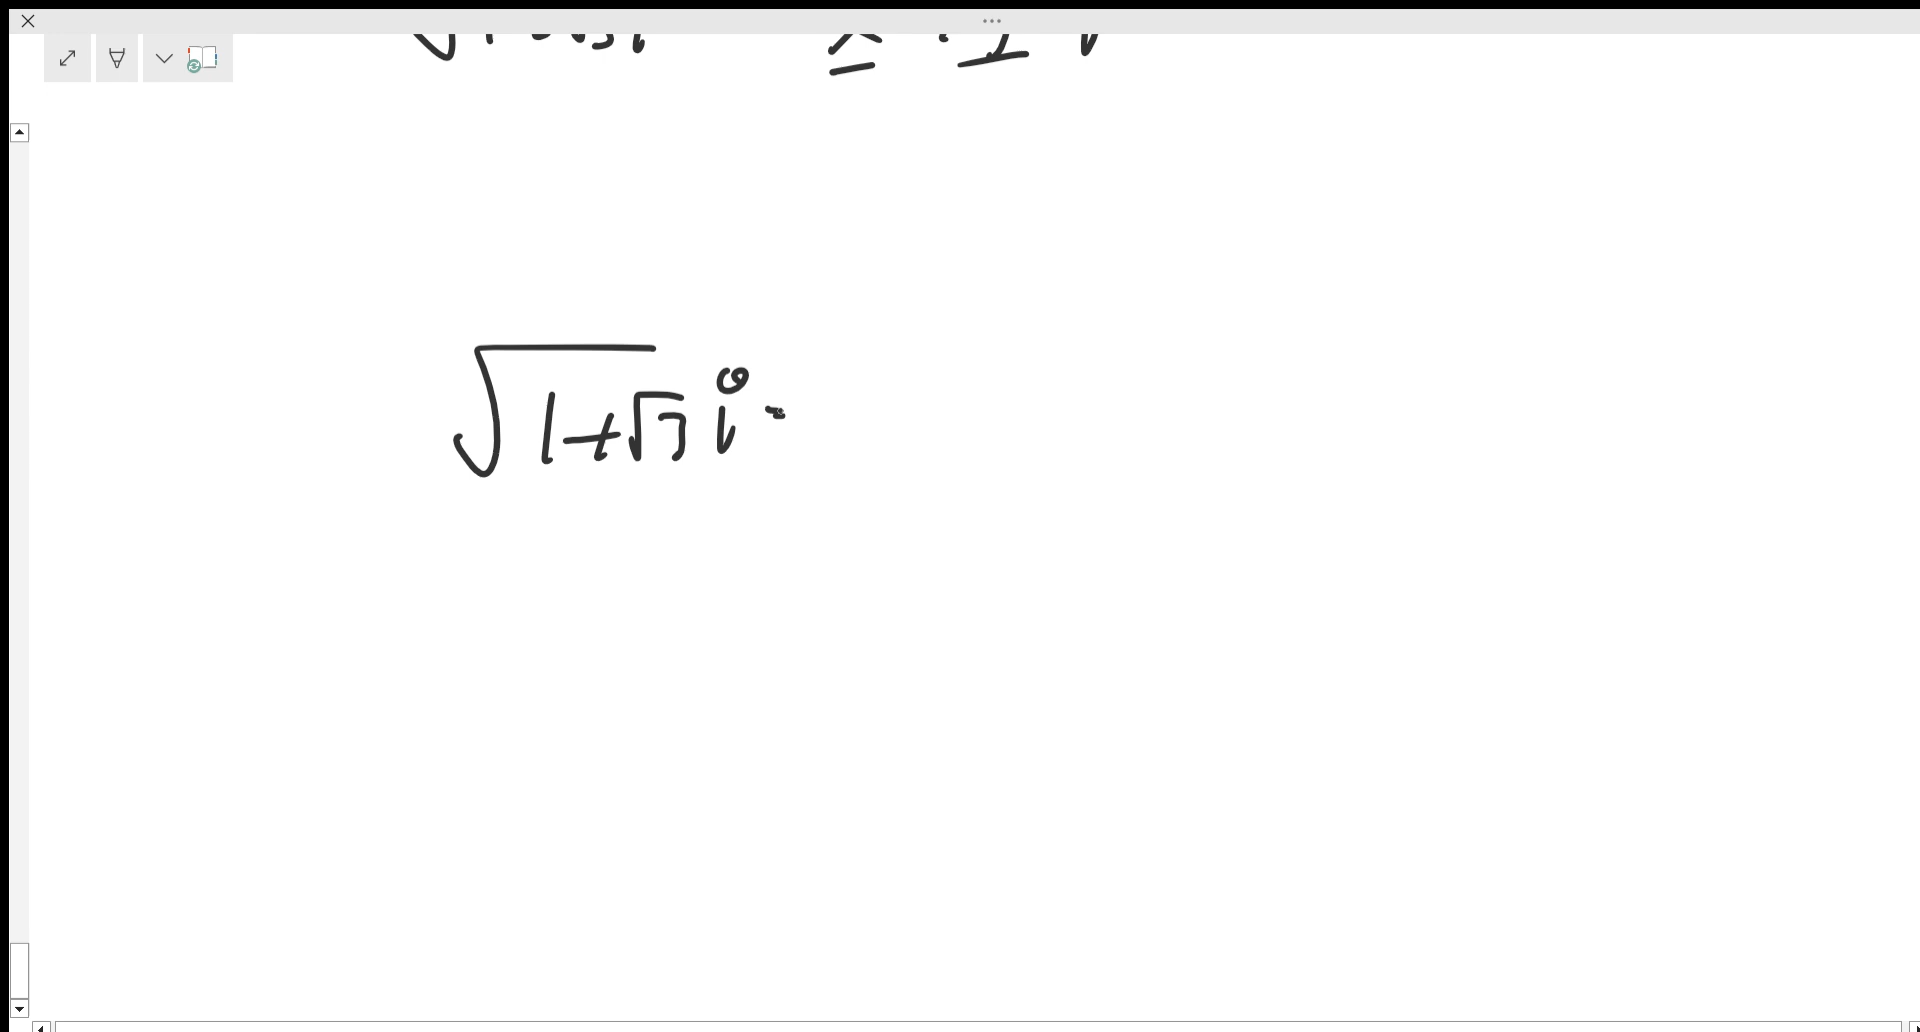 √1+√3 i =